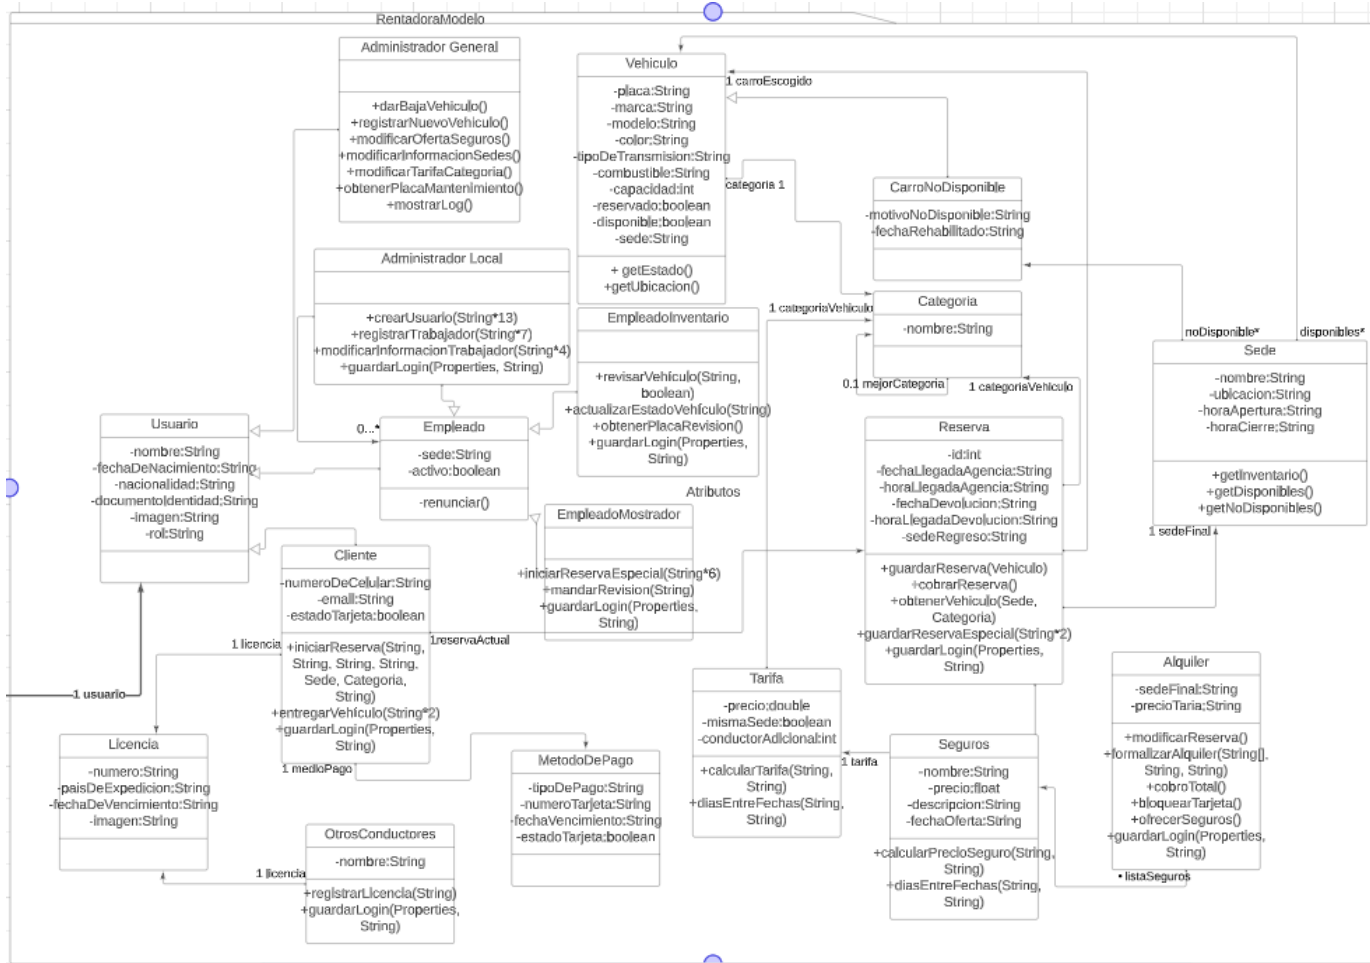 RentadoraModelo
Administrador General
+darBajaVehiculo()
+registrarNuevoVehiculo()
+modificarOfertaSeguros()
+modificarInformacionSedes()
+modificarTarifaCategoria()
+obtenerPlacaMantenimiento()
+mostrarLog()
Vehiculo
-placa:String
-marca:String
-modelo:String
-color:String
-tipoDeTransmision:String
-combustible:String
-capacidad:int
-reservado:boolean
-disponible:boolean
-sede:String
+ getEstado()
+getUbicacion()
1 carroEscogido
categoria 1
CarroNoDisponible
-motivoNoDisponible:String
-fechaRehabilitado:String
Administrador Local
+crearUsuario(String*13)
+registrarTrabajador(String*7)
+modificarInformacionTrabajador(String*4)
+guardarLogin(Properties, String)
EmpleadoInventario
+revisarVehículo(String,
boolean)
+actualizarEstadoVehículo(String)
+obtenerPlacaRevision()
+guardarLogin(Properties,
String)
1 categoriaVehiculo
Categoria
-nombre:String
0.1 mejorCategoria
1 categoriaVehículo
noDisponible*
disponibles*
Sede
-nombre:String
-ubicacion:String
-horaApertura:String
-horaCierre:String
+getInventario()
+getDisponibles()
+getNoDisponibles()
1 sedeFinal
Usuario
-nombre:String
-fechaDeNacimiento:String
-nacionalidad:String
-documentoIdentidad:String
-imagen:String
-rol:String
0...*
Empleado
-sede:String
-activo:boolean
-renunciar()
Atributos
EmpleadoMostrador
+iniciarReservaEspecial(String*6)
+mandarRevision(String)
+guardarLogin(Properties,
String)
Reserva
-id:int
-fechaLlegadaAgencia:String
-horaLlegadaAgencia:String
-fechaDevolucion:String
-horaLlegadaDevolucion:String
-sedeRegreso:String
+guardarReserva(Vehiculo)
+cobrarReserva()
+obtenerVehiculo(Sede,
Categoria)
+guardarReservaEspecial(String*2)
+guardarLogin(Properties,
String)
Cliente
-numeroDeCelular:String
-email:String
-estadoTarjeta:boolean
+iniciarReserva(String,
String, String, String,
Sede, Categoria,
String)
+entregarVehículo(String*2)
+guardarLogin(Properties,
String)
1 licencia
1reservaActual
1 usuario
1 medioPago
Licencia
-numero:String
-paisDeExpedicion:String
-fechaDeVencimiento:String
-imagen:String
OtrosConductores
-nombre:String
+registrarLicencia(String)
+guardarLogin(Properties,
String)
1 licencia
MetodoDePago
-tipoDePago:String
-numeroTarjeta:String
-fechaVencimiento:String
-estadoTarjeta:boolean
Tarifa
-precio:double
-mismaSede:boolean
-conductorAdicional:int
+calcularTarifa(String,
String)
+diasEntreFechas(String,
String)
1 tarifa
Seguros
-nombre:String
-precio:float
-descripcion:String
-fechaOferta:String
+calcularPrecioSeguro(String,
String)
+diasEntreFechas(String,
String)
Alquiler
-sedeFinal:String
-precioTaria:String
+modificarReserva()
+formalizarAlquiler(String[],
String, String)
+cobroTotal()
+bloquearTarjeta()
+ofrecerSeguros()
+guardarLogin(Properties,
String)
* listaSeguros